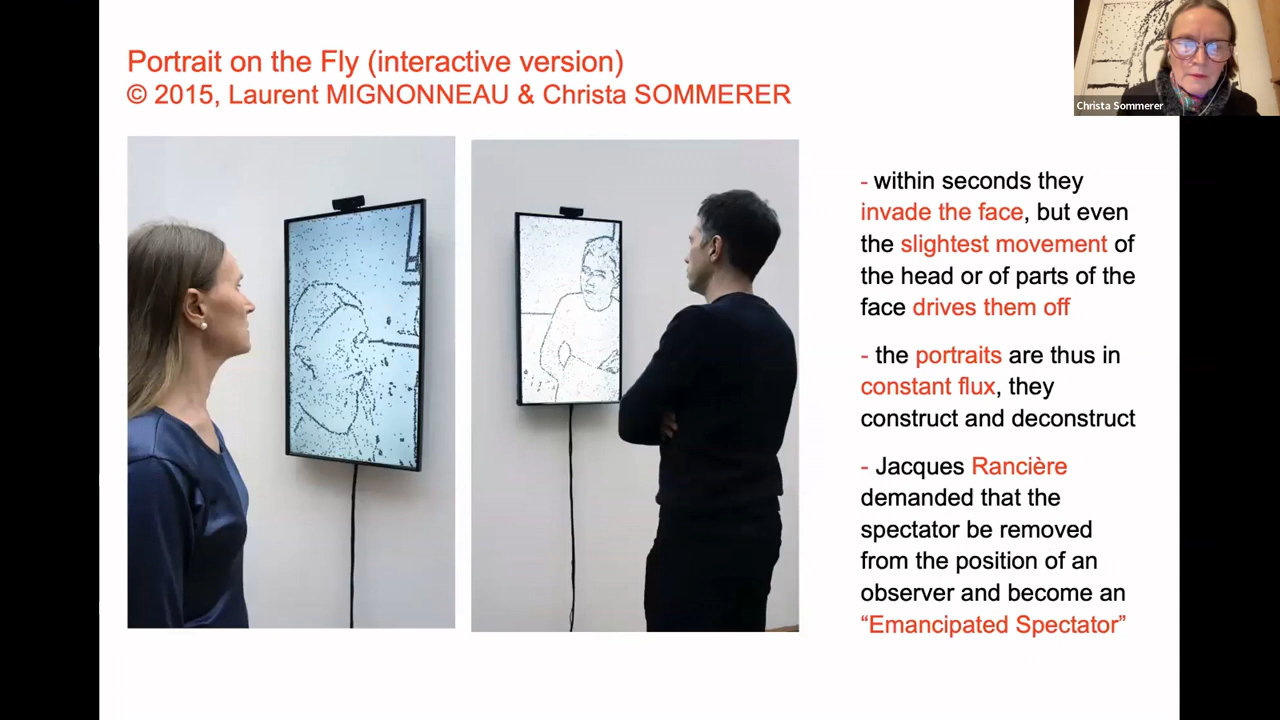 Portrait on the Fly (interactive version)
© 2015, Laurent MIGNONNEAU & Christa SOMMERER
Christa Sommerer
- within seconds they
invade the face, but even
the slightest movement of
the head or of parts of the
face drives them off
- the portraits are thus in
constant flux, they
construct and deconstruct
- Jacques Rancière
demanded that the
spectator be removed
from the position of an
observer and become an
“Emancipated Spectator”